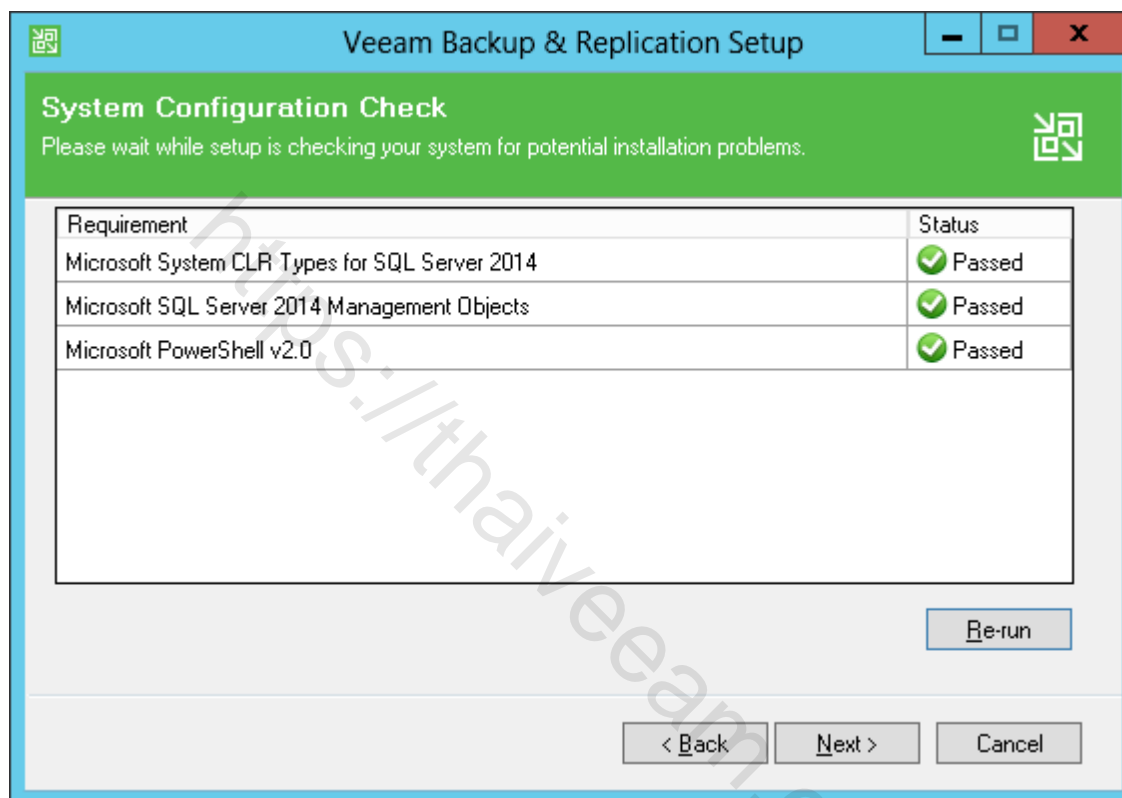 Veeam Backup & Replication Setup
System Configuration Check
Please wait while setup is checking your system for potential installation problems.
Requirement Status
Microsoft System CLR Types for SQL Server 2014 Passed
Microsoft SQL Server 2014 Management Objects Passed
Microsoft PowerShell v2.0 Passed
Re-run
< Back Next > Cancel
https://thaiveeam.